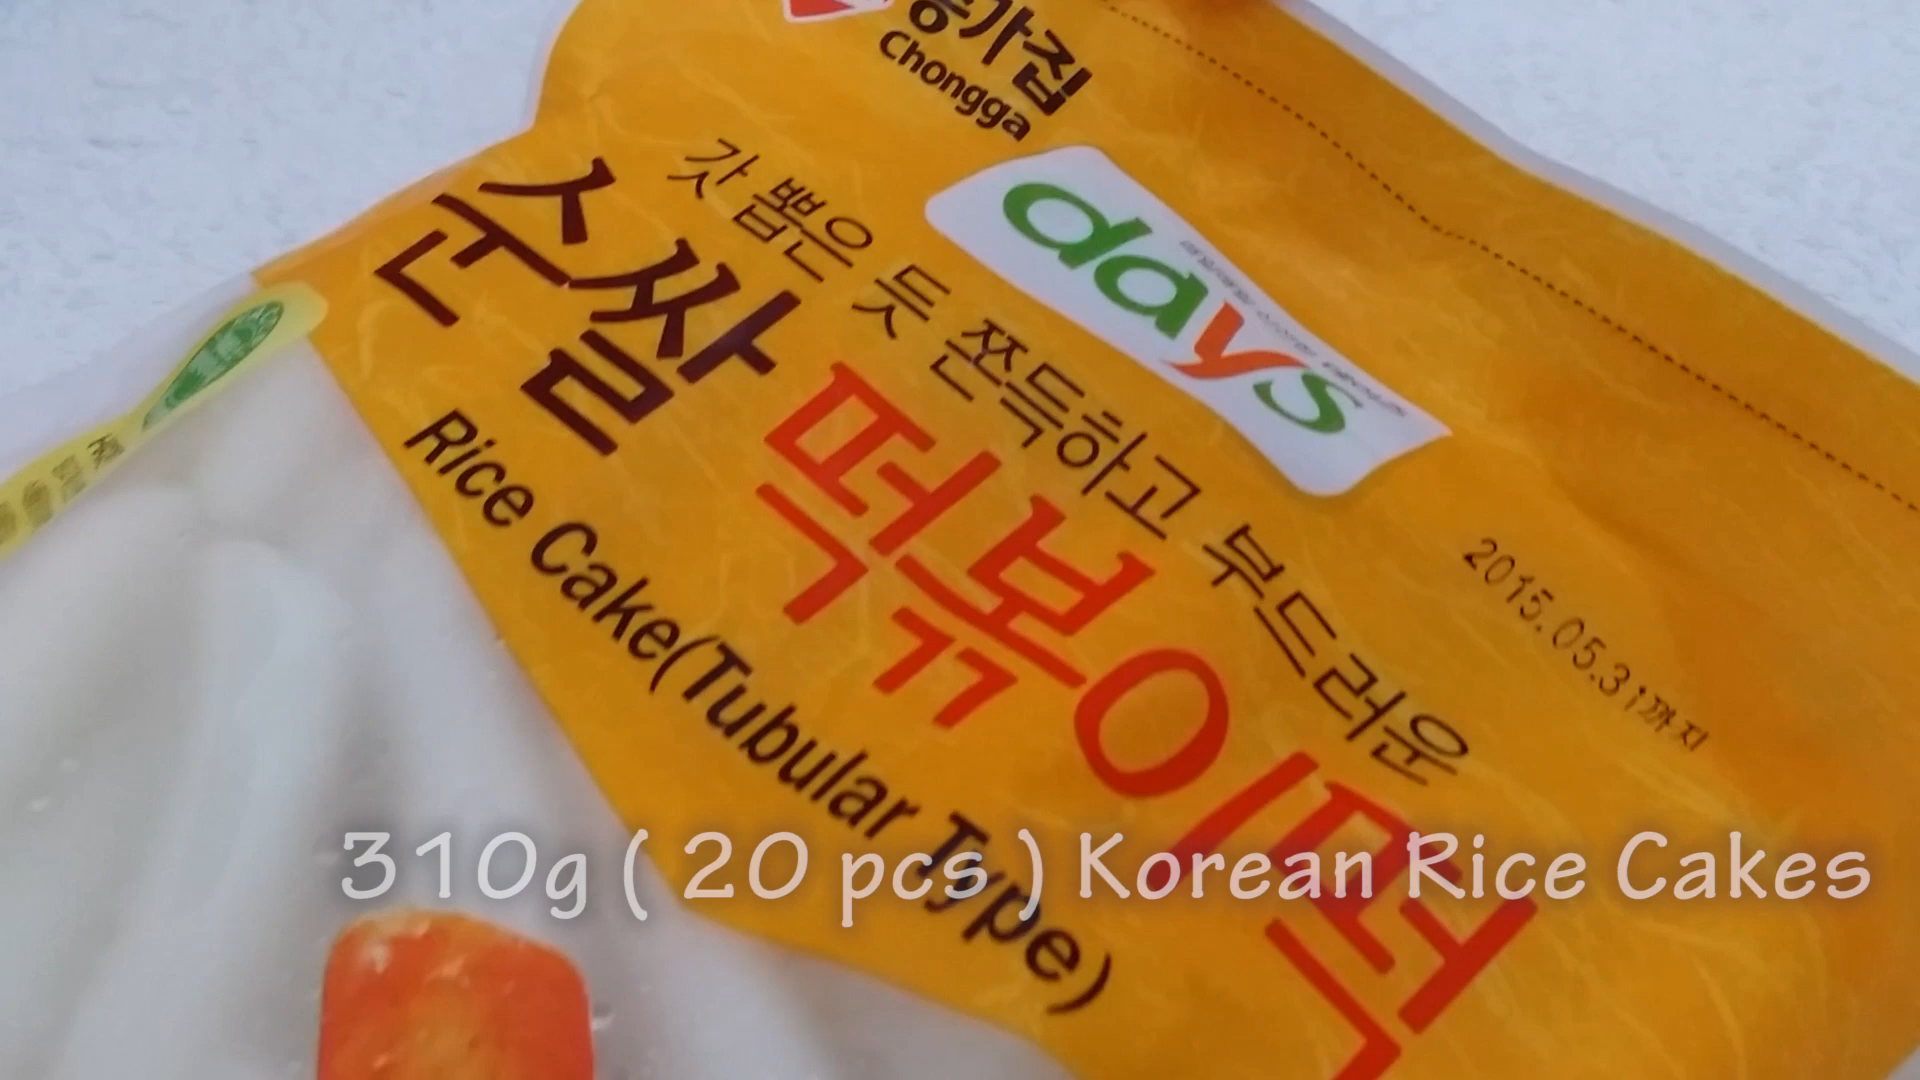 종가집
Chongga
days
갓 뽑은 듯 쫀득하고 부드러운
순쌀 떡볶이떡
Rice Cake(Tubular Type)
2015.05.31까지
310g ( 20 pcs ) Korean Rice Cakes